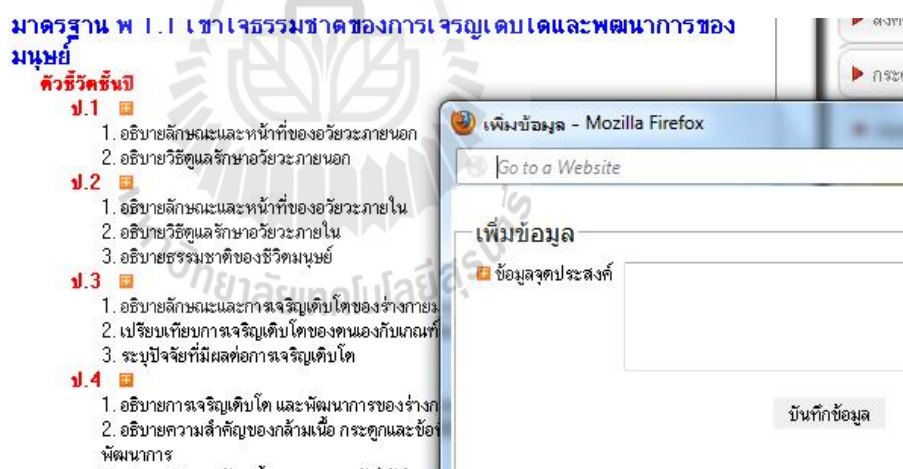 มาตรฐาน พ 1.1 เข้าใจธรรมชาติของการเจริญเติบโตและพัฒนาการของ
มนุษย์
ตัวชี้วัดชั้นปี
ป.1
1. อธิบายลักษณะและหน้าที่ของอวัยวะภายนอก
2. อธิบายวิธีดูแลรักษาอวัยวะภายนอก
ป.2
1. อธิบายลักษณะและหน้าที่ของอวัยวะภายใน
2. อธิบายวิธีดูแลรักษาอวัยวะภายใน
3. อธิบายธรรมชาติของชีวิตมนุษย์
ป.3
1. อธิบายลักษณะและการเจริญเติบโตของร่างกาย
2. เปรียบเทียบการเจริญเติบโตของตนเองกับเกณฑ์
3. ระบุปัจจัยที่มีผลต่อการเจริญเติบโต
ป.4
1. อธิบายการเจริญเติบโต และพัฒนาการของร่างก
2. อธิบายความสำคัญของกล้ามเนื้อ กระดูกและข้อ
พัฒนาการ
เพิ่มข้อมูล - Mozilla Firefox
Go to a Website
เพิ่มข้อมูล
ข้อมูลจุดประสงค์
บันทึกข้อมูล